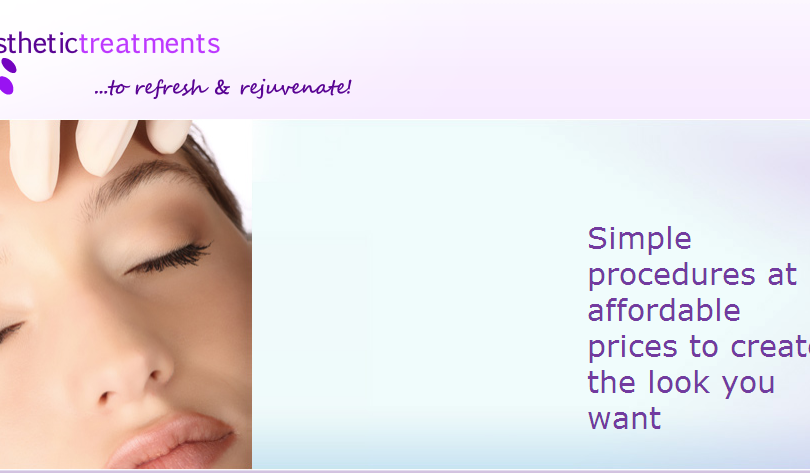 sthetictreatments
...to refresh & rejuvenate!
Simple
procedures at
affordable
prices to create
the look you
want